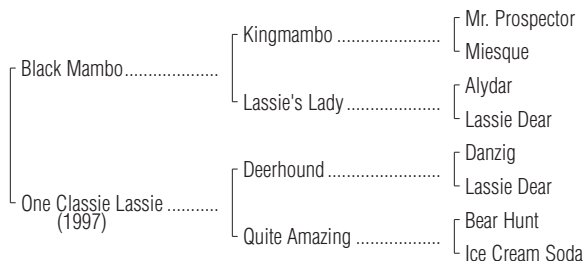 Mr. Prospector
Kingmambo ......................
Miesque
Black Mambo....................
Alydar
Lassie's Lady ....................
Lassie Dear
Danzig
Deerhound ........................
Lassie Dear
One Classie Lassie ...........
(1997)
Bear Hunt
Quite Amazing ...................
Ice Cream Soda